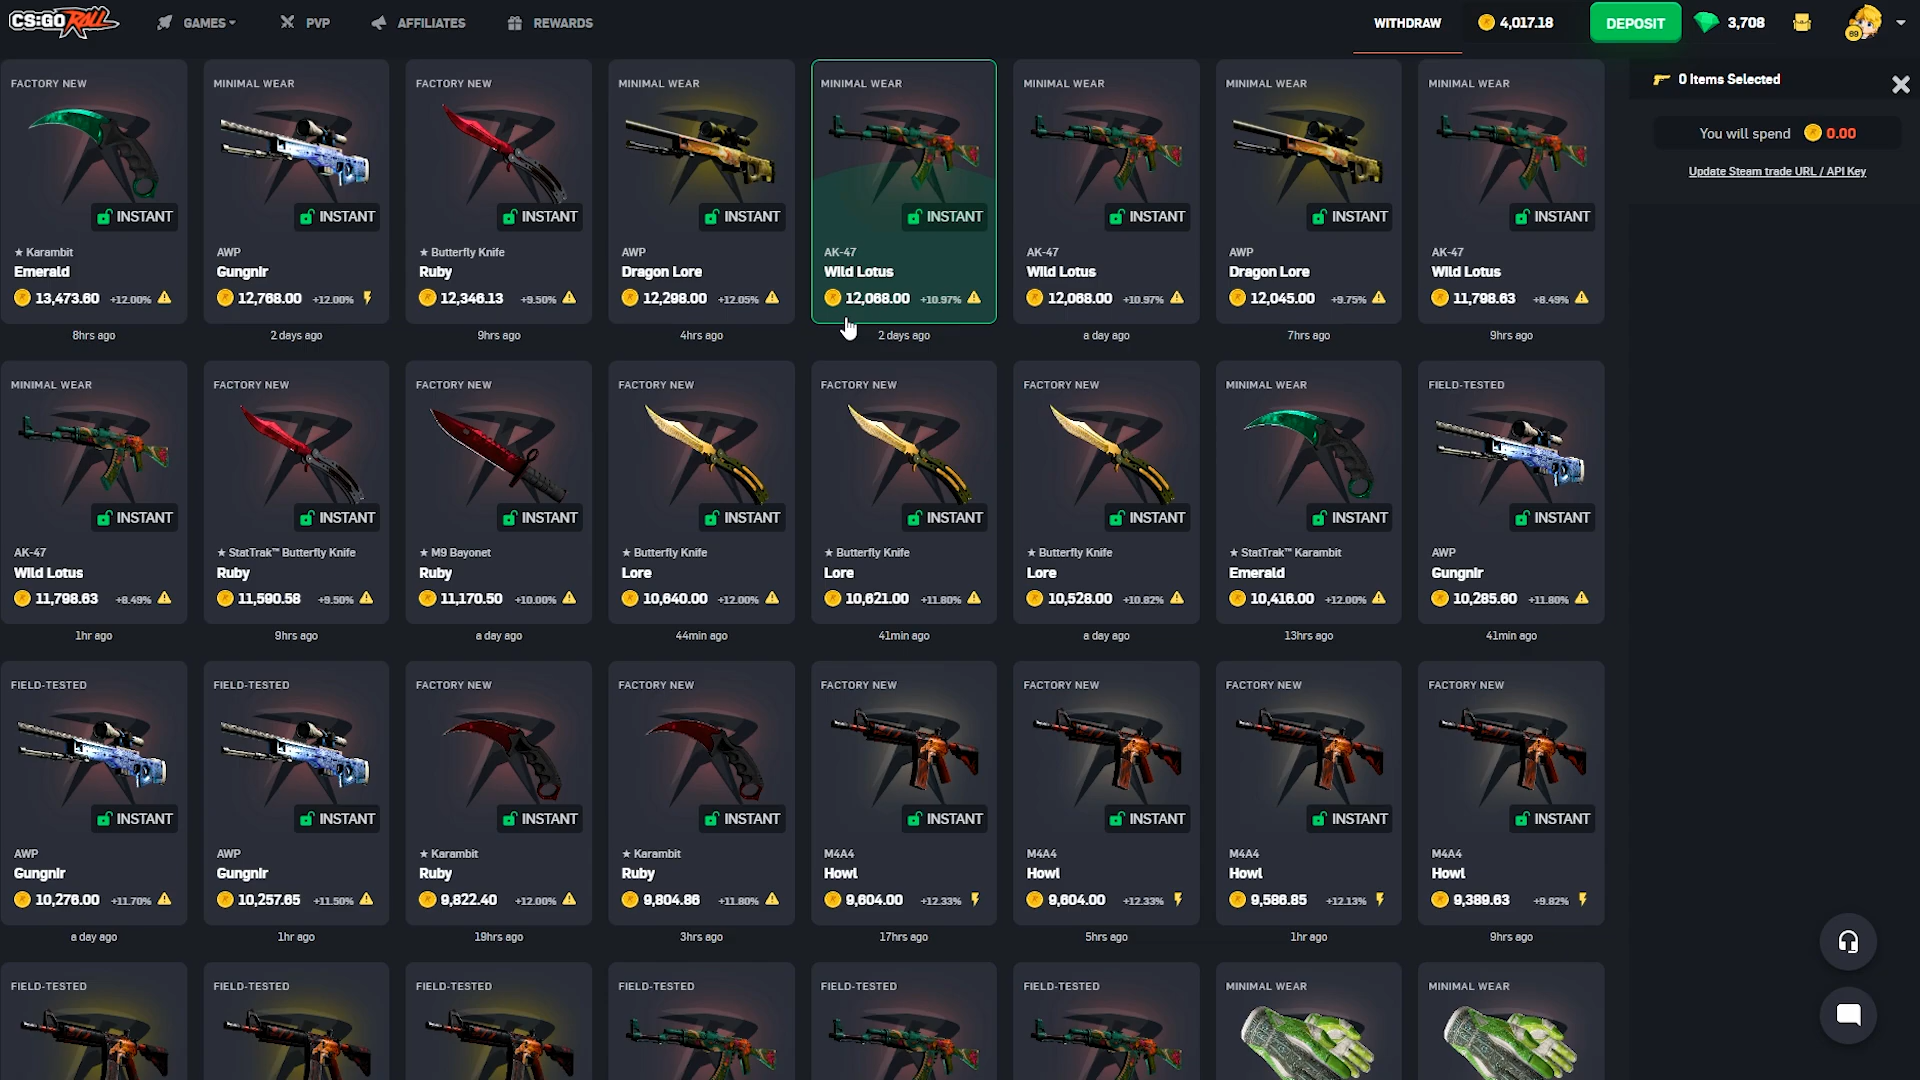 CS:GO ROLL GAMES PVP AFFILIATES REWARDS WITHDRAW 4,017.18 DEPOSIT 3,708 89
0 Items Selected
You will spend 0.00
Update Steam trade URL / API Key
FACTORY NEW MINIMAL WEAR FACTORY NEW MINIMAL WEAR MINIMAL WEAR MINIMAL WEAR MINIMAL WEAR MINIMAL WEAR
INSTANT INSTANT INSTANT INSTANT INSTANT INSTANT INSTANT INSTANT
★ Karambit AWP ★ Butterfly Knife AWP AK-47 AK-47 AWP AK-47
Emerald Gungnir Ruby Dragon Lore Wild Lotus Wild Lotus Dragon Lore Wild Lotus
13,473.60 +12.00% 12,768.00 +12.00% 12,346.13 +9.50% 12,298.00 +12.05% 12,068.00 +10.97% 12,068.00 +10.97% 12,045.00 +9.75% 11,798.63 +8.49%
8hrs ago 2 days ago 9hrs ago 4hrs ago 2 days ago a day ago 7hrs ago 9hrs ago
MINIMAL WEAR FACTORY NEW FACTORY NEW FACTORY NEW FACTORY NEW FACTORY NEW MINIMAL WEAR FIELD-TESTED
INSTANT INSTANT INSTANT INSTANT INSTANT INSTANT INSTANT INSTANT
AK-47 ★ StatTrak™ Butterfly Knife ★ M9 Bayonet ★ Butterfly Knife ★ Butterfly Knife ★ Butterfly Knife ★ StatTrak™ Karambit AWP
Wild Lotus Ruby Ruby Lore Lore Lore Emerald Gungnir
11,798.63 +8.49% 11,590.58 +9.50% 11,170.50 +10.00% 10,640.00 +12.00% 10,621.00 +11.80% 10,528.00 +10.82% 10,416.00 +12.00% 10,285.60 +11.80%
1hr ago 9hrs ago a day ago 44min ago 41min ago a day ago 13hrs ago 41min ago
FIELD-TESTED FIELD-TESTED FACTORY NEW FACTORY NEW FACTORY NEW FACTORY NEW FACTORY NEW FACTORY NEW
INSTANT INSTANT INSTANT INSTANT INSTANT INSTANT INSTANT INSTANT
AWP AWP ★ Karambit ★ Karambit M4A4 M4A4 M4A4 M4A4
Gungnir Gungnir Ruby Ruby Howl Howl Howl Howl
10,276.00 +11.70% 10,257.65 +11.50% 9,822.40 +12.00% 9,804.86 +11.80% 9,604.00 +12.33% 9,604.00 +12.33% 9,586.85 +12.13% 9,389.63 +9.82%
a day ago 1hr ago 19hrs ago 3hrs ago 17hrs ago 5hrs ago 1hr ago 9hrs ago
FIELD-TESTED FIELD-TESTED FIELD-TESTED FIELD-TESTED FIELD-TESTED FIELD-TESTED MINIMAL WEAR MINIMAL WEAR